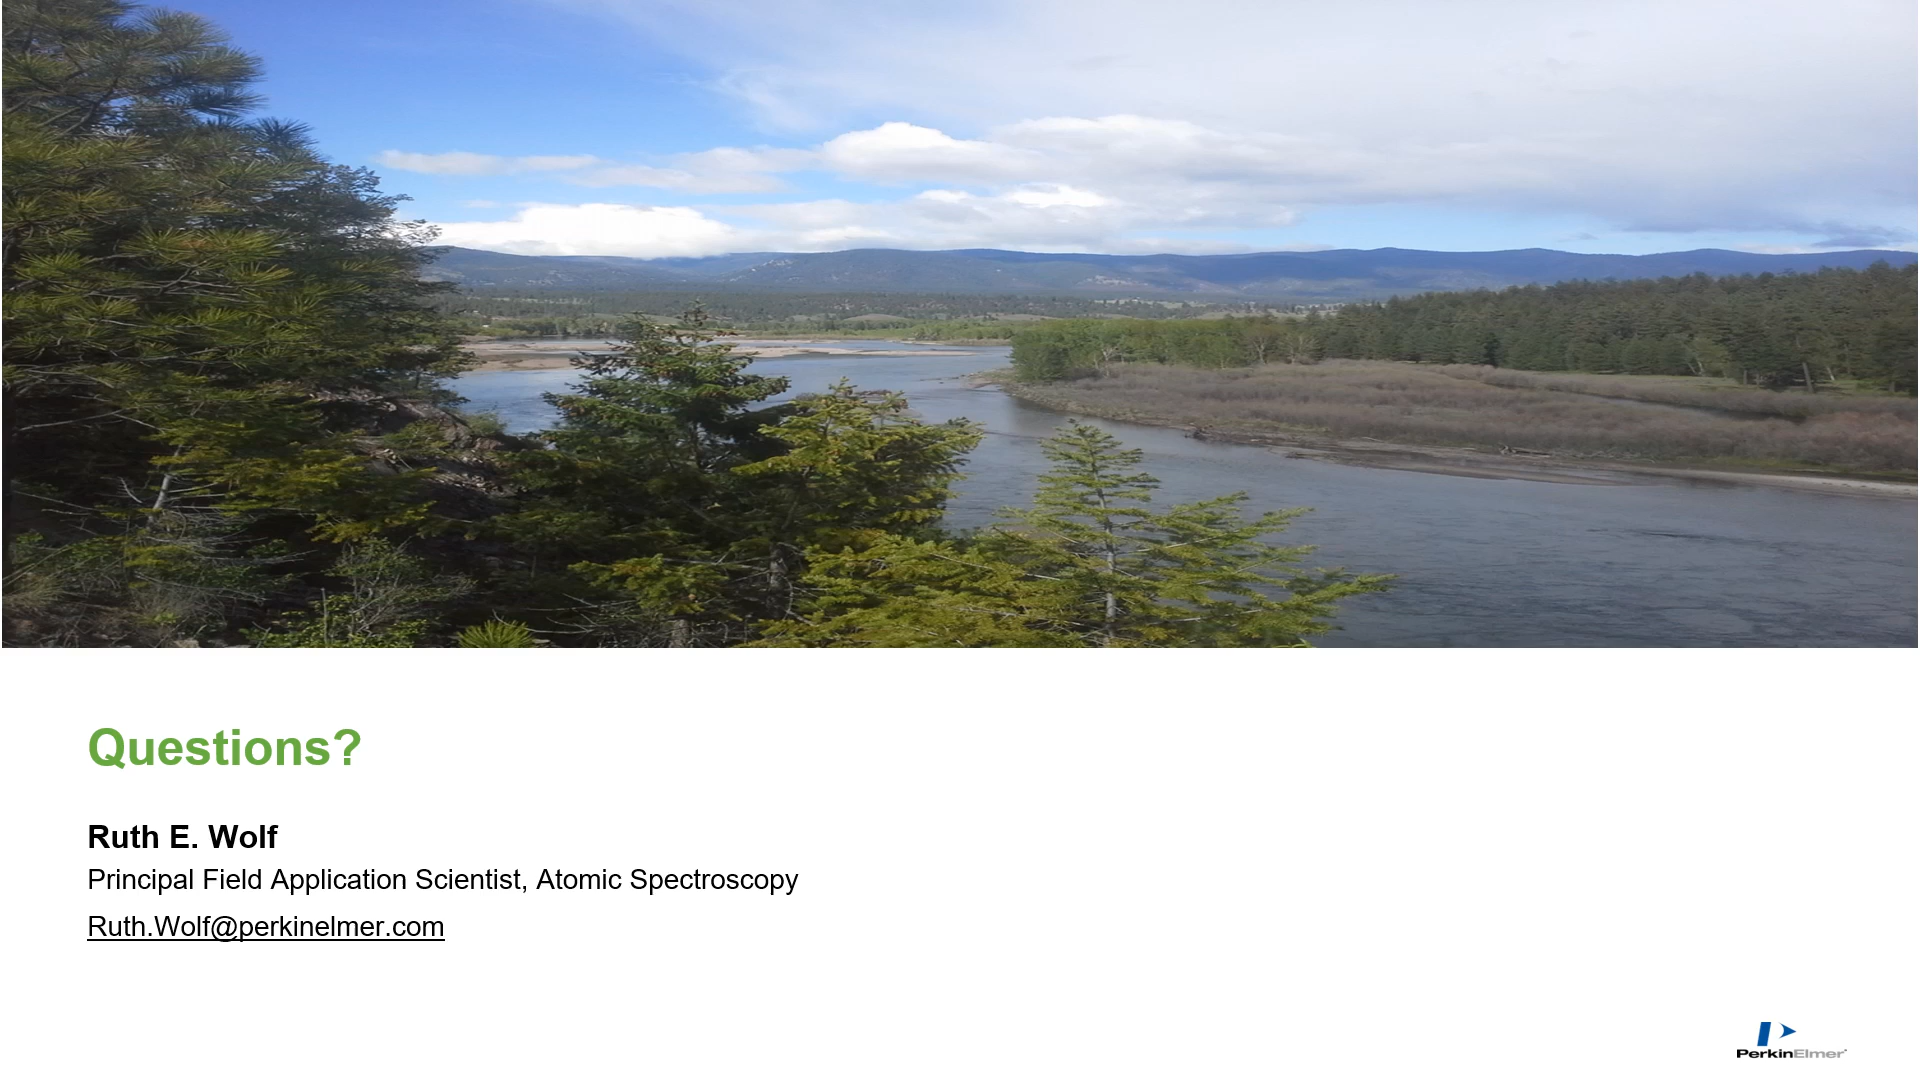 Questions?
Ruth E. Wolf
Principal Field Application Scientist, Atomic Spectroscopy
Ruth.Wolf@perkinelmer.com
PerkinElmer